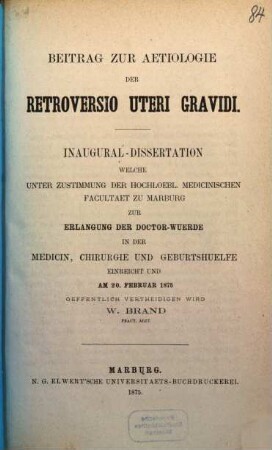 84
BEITRAG ZUR AETIOLOGIE
DER
RETROVERSIO UTERI GRAVIDI.
INAUGURAL-DISSERTATION
WELCHE
UNTER ZUSTIMMUNG DER HOCHLOEBL. MEDICINISCHEN
FACULTAET ZU MARBURG
ZUR
ERLANGUNG DER DOCTOR-WUERDE
IN DER
MEDICIN, CHIRURGIE UND GEBURTSHUELFE
EINREICHT UND
AM 20. FEBRUAR 1875
OEFFENTLICH VERTHEIDIGEN WIRD
W. BRAND
PRACT. ARZT.
MARBURG.
N. G. ELWERT'SCHE UNIVERSITAETS-BUCHDRUCKEREI.
1875.